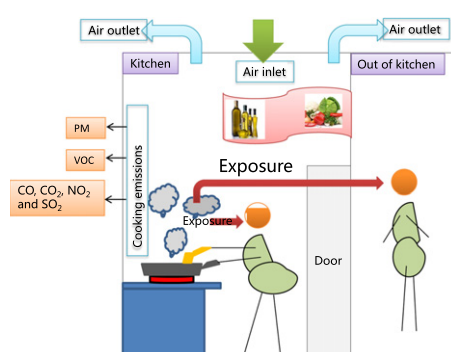 Air outlet
Air outlet
Kitchen
Air inlet
Out of kitchen
PM
VOC
CO, CO₂, NO₂
and SO₂
Cooking emissions
Exposure
Exposure
Door